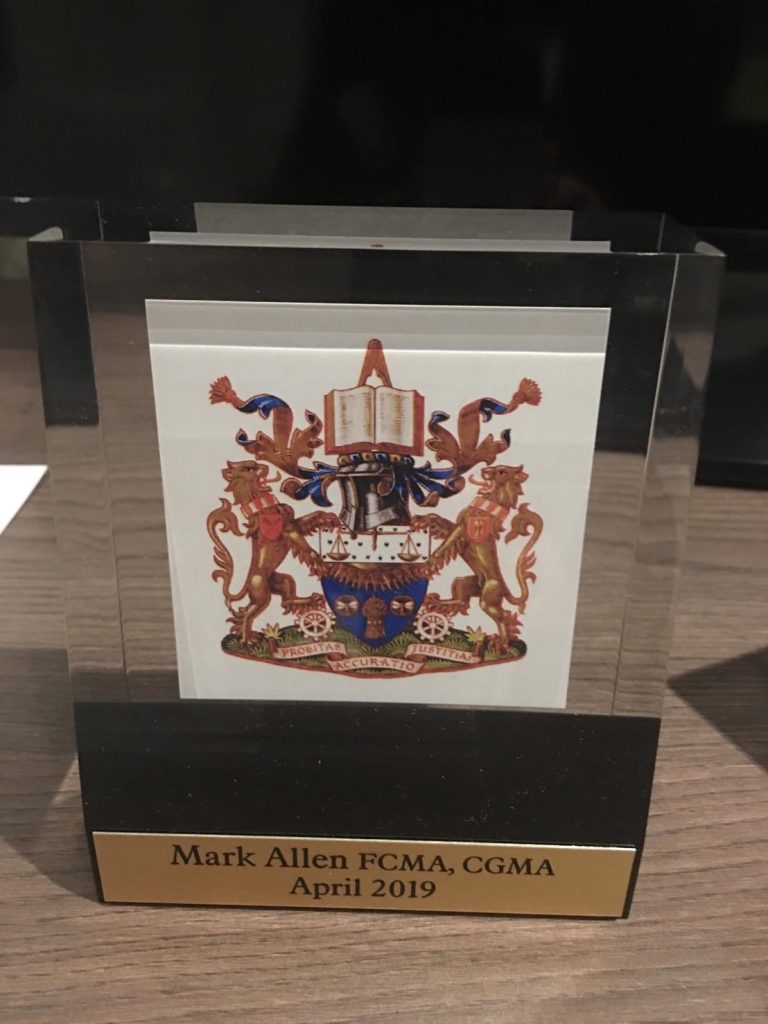 PROBITAS
JUSTITIA
ACCURATIO
Mark Allen FCMA, CGMA
April 2019